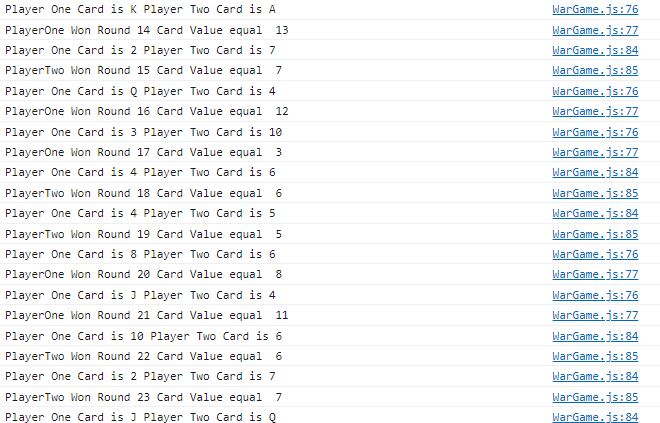 Player One Card is K Player Two Card is A WarGame.js:76
PlayerOne Won Round 14 Card Value equal  13 WarGame.js:77
Player One Card is 2 Player Two Card is 7 WarGame.js:84
PlayerTwo Won Round 15 Card Value equal  7 WarGame.js:85
Player One Card is Q Player Two Card is 4 WarGame.js:76
PlayerOne Won Round 16 Card Value equal  12 WarGame.js:77
Player One Card is 3 Player Two Card is 10 WarGame.js:76
PlayerOne Won Round 17 Card Value equal  3 WarGame.js:77
Player One Card is 4 Player Two Card is 6 WarGame.js:84
PlayerTwo Won Round 18 Card Value equal  6 WarGame.js:85
Player One Card is 4 Player Two Card is 5 WarGame.js:84
PlayerTwo Won Round 19 Card Value equal  5 WarGame.js:85
Player One Card is 8 Player Two Card is 6 WarGame.js:76
PlayerOne Won Round 20 Card Value equal  8 WarGame.js:77
Player One Card is J Player Two Card is 4 WarGame.js:76
PlayerOne Won Round 21 Card Value equal  11 WarGame.js:77
Player One Card is 10 Player Two Card is 6 WarGame.js:84
PlayerTwo Won Round 22 Card Value equal  6 WarGame.js:85
Player One Card is 2 Player Two Card is 7 WarGame.js:84
PlayerTwo Won Round 23 Card Value equal  7 WarGame.js:85
Player One Card is J Player Two Card is Q WarGame.js:84